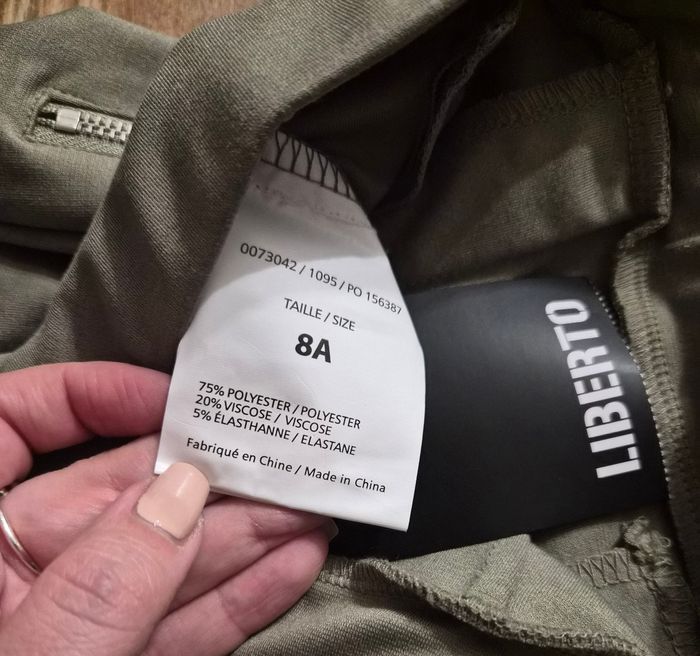 0073042 / 1095 / PO 156387
TAILLE / SIZE
8A
75% POLYESTER / POLYESTER
20% VISCOSE / VISCOSE
5% ÉLASTHANNE / ELASTANE
Fabriqué en Chine / Made in China
LIBERTO